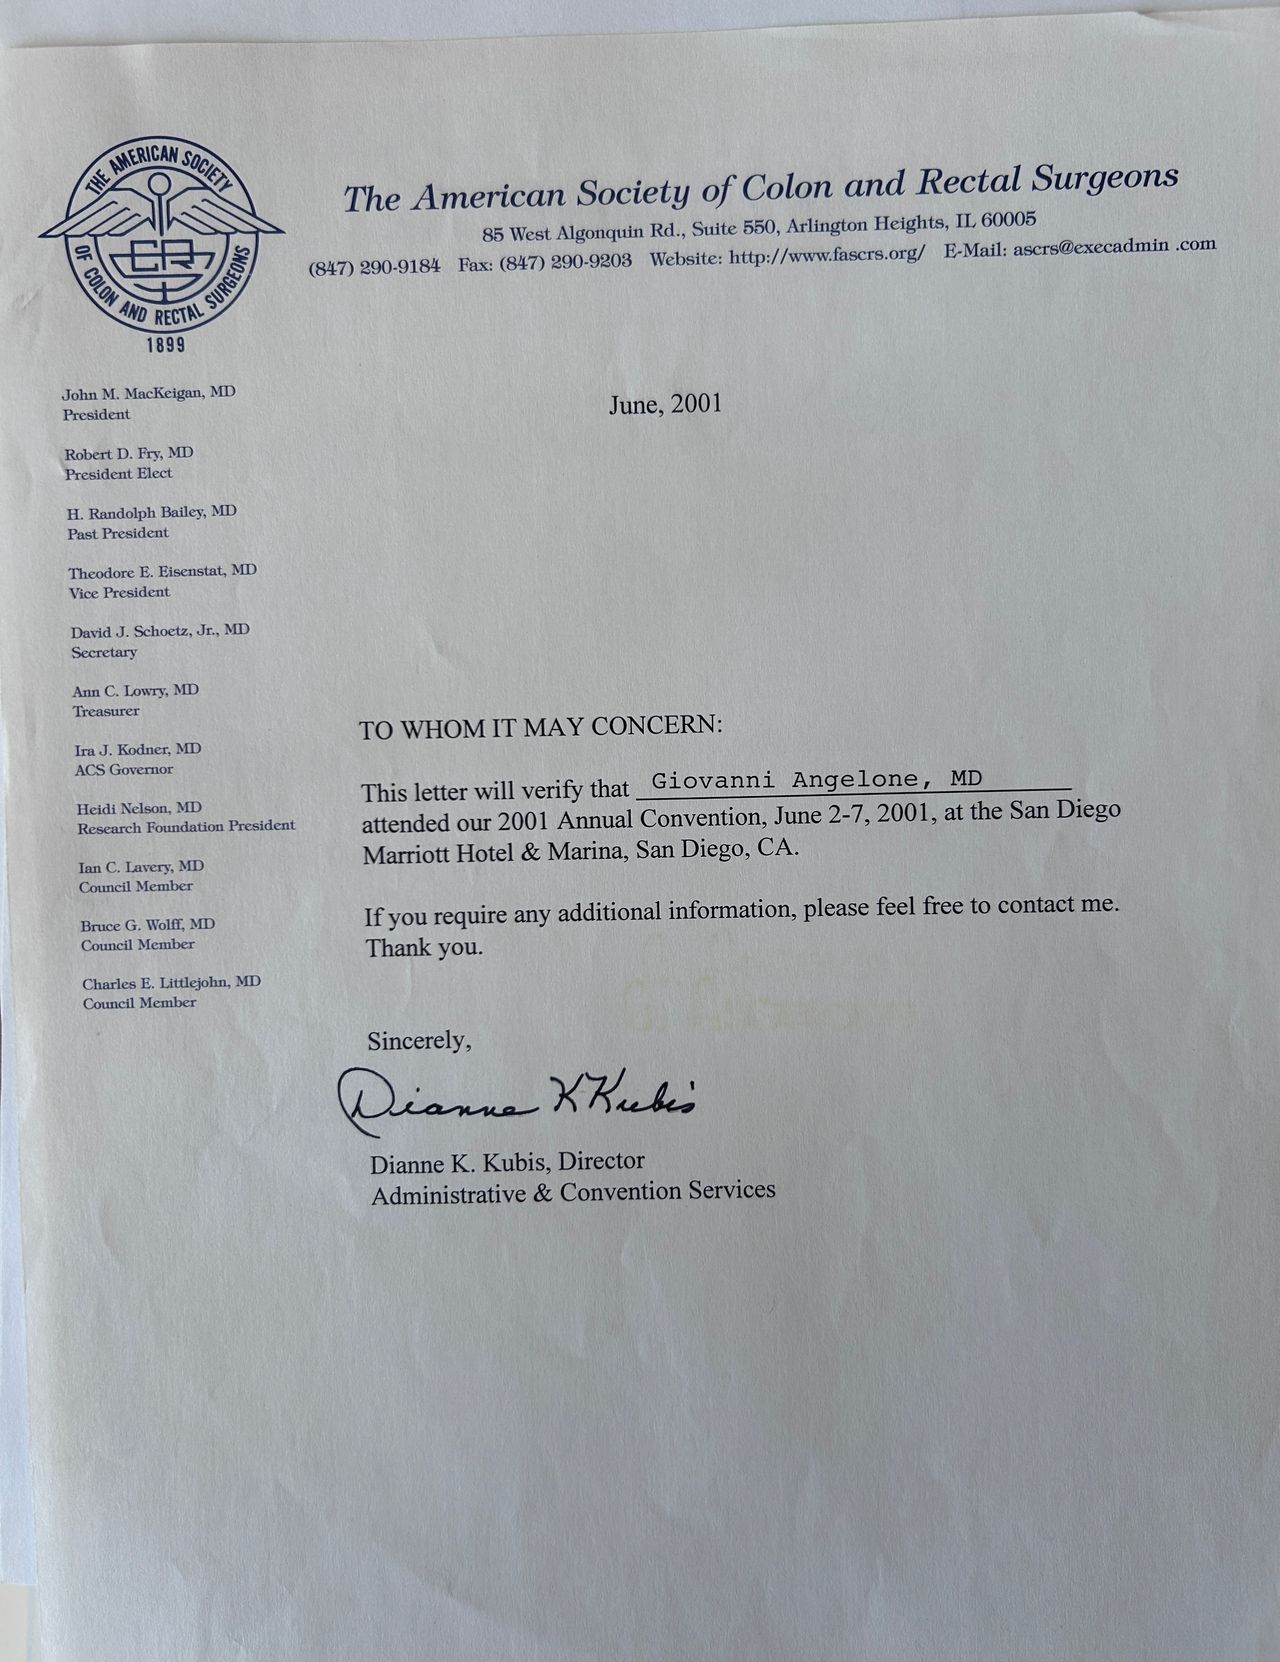 THE AMERICAN SOCIETY
OF COLON AND RECTAL SURGEONS
CR
1899
The American Society of Colon and Rectal Surgeons
85 West Algonquin Rd., Suite 550, Arlington Heights, IL 60005
(847) 290-9184 Fax: (847) 290-9203 Website: http://www.fascrs.org/ E-Mail: ascrs@execadmin .com
John M. MacKeigan, MD
President
Robert D. Fry, MD
President Elect
H. Randolph Bailey, MD
Past President
Theodore E. Eisenstat, MD
Vice President
David J. Schoetz, Jr., MD
Secretary
Ann C. Lowry, MD
Treasurer
Ira J. Kodner, MD
ACS Governor
Heidi Nelson, MD
Research Foundation President
Ian C. Lavery, MD
Council Member
Bruce G. Wolff, MD
Council Member
Charles E. Littlejohn, MD
Council Member
June, 2001
TO WHOM IT MAY CONCERN:
This letter will verify that Giovanni Angelone, MD
attended our 2001 Annual Convention, June 2-7, 2001, at the San Diego
Marriott Hotel & Marina, San Diego, CA.
If you require any additional information, please feel free to contact me.
Thank you.
Sincerely,
Dianne K Kubis
Dianne K. Kubis, Director
Administrative & Convention Services